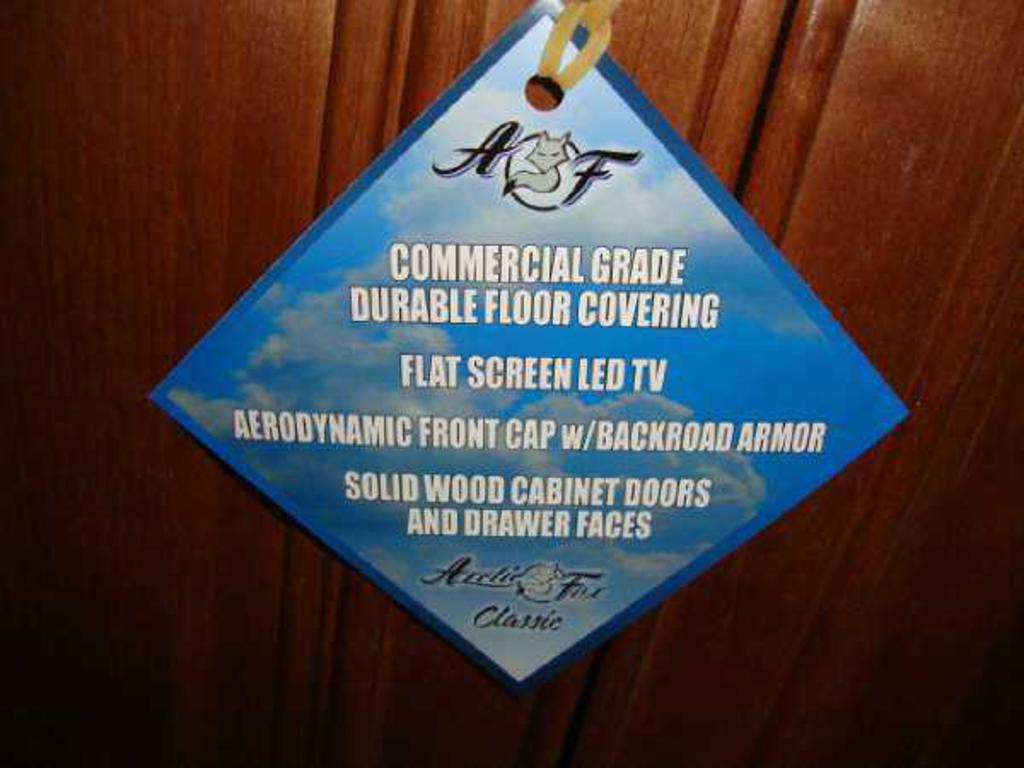 A F
COMMERCIAL GRADE
DURABLE FLOOR COVERING
FLAT SCREEN LED TV
AERODYNAMIC FRONT CAP w/BACKROAD ARMOR
SOLID WOOD CABINET DOORS
AND DRAWER FACES
Arctic Fox
Classic